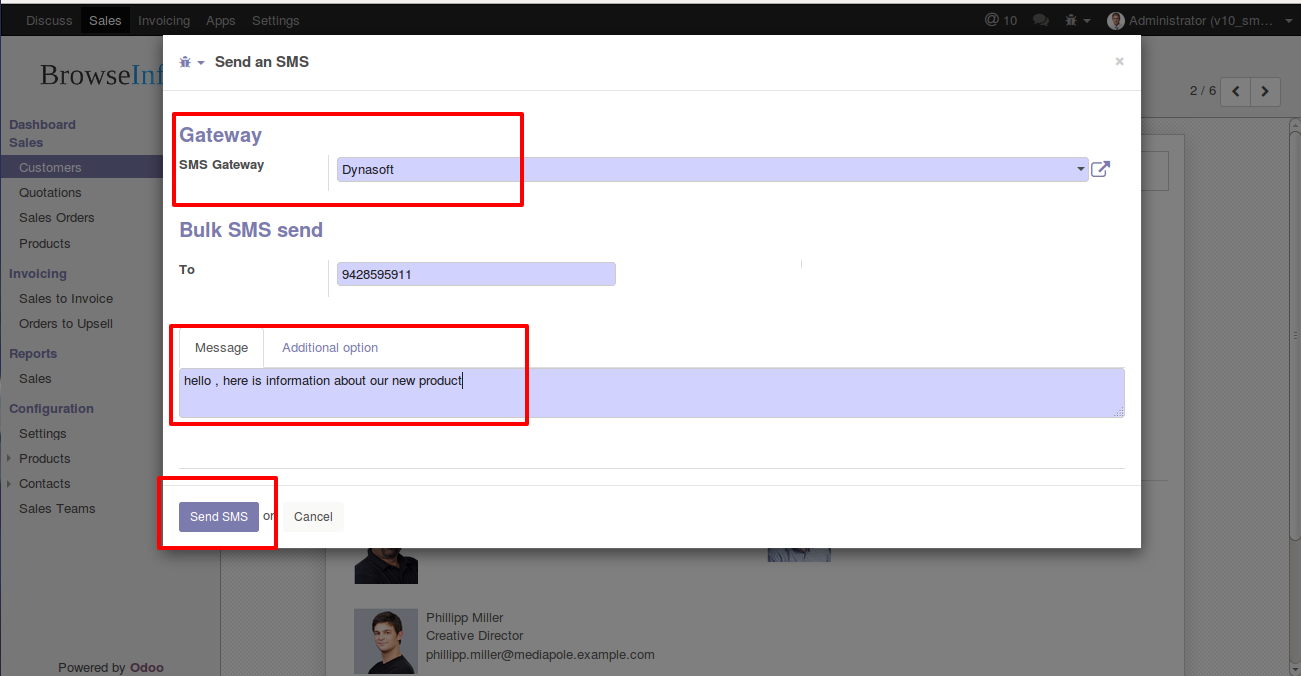 Discuss Sales Invoicing Apps Settings @ 10 Administrator (v10_sm...
Send an SMS ×
BrowseInf
2 / 6
Gateway
SMS Gateway Dynasoft
Bulk SMS send
To 9428595911
Message Additional option
hello , here is information about our new product
Send SMS or Cancel
Dashboard
Sales
Customers
Quotations
Sales Orders
Products
Invoicing
Sales to Invoice
Orders to Upsell
Reports
Sales
Configuration
Settings
Products
Contacts
Sales Teams
Phillipp Miller
Creative Director
phillipp.miller@mediapole.example.com
Powered by Odoo